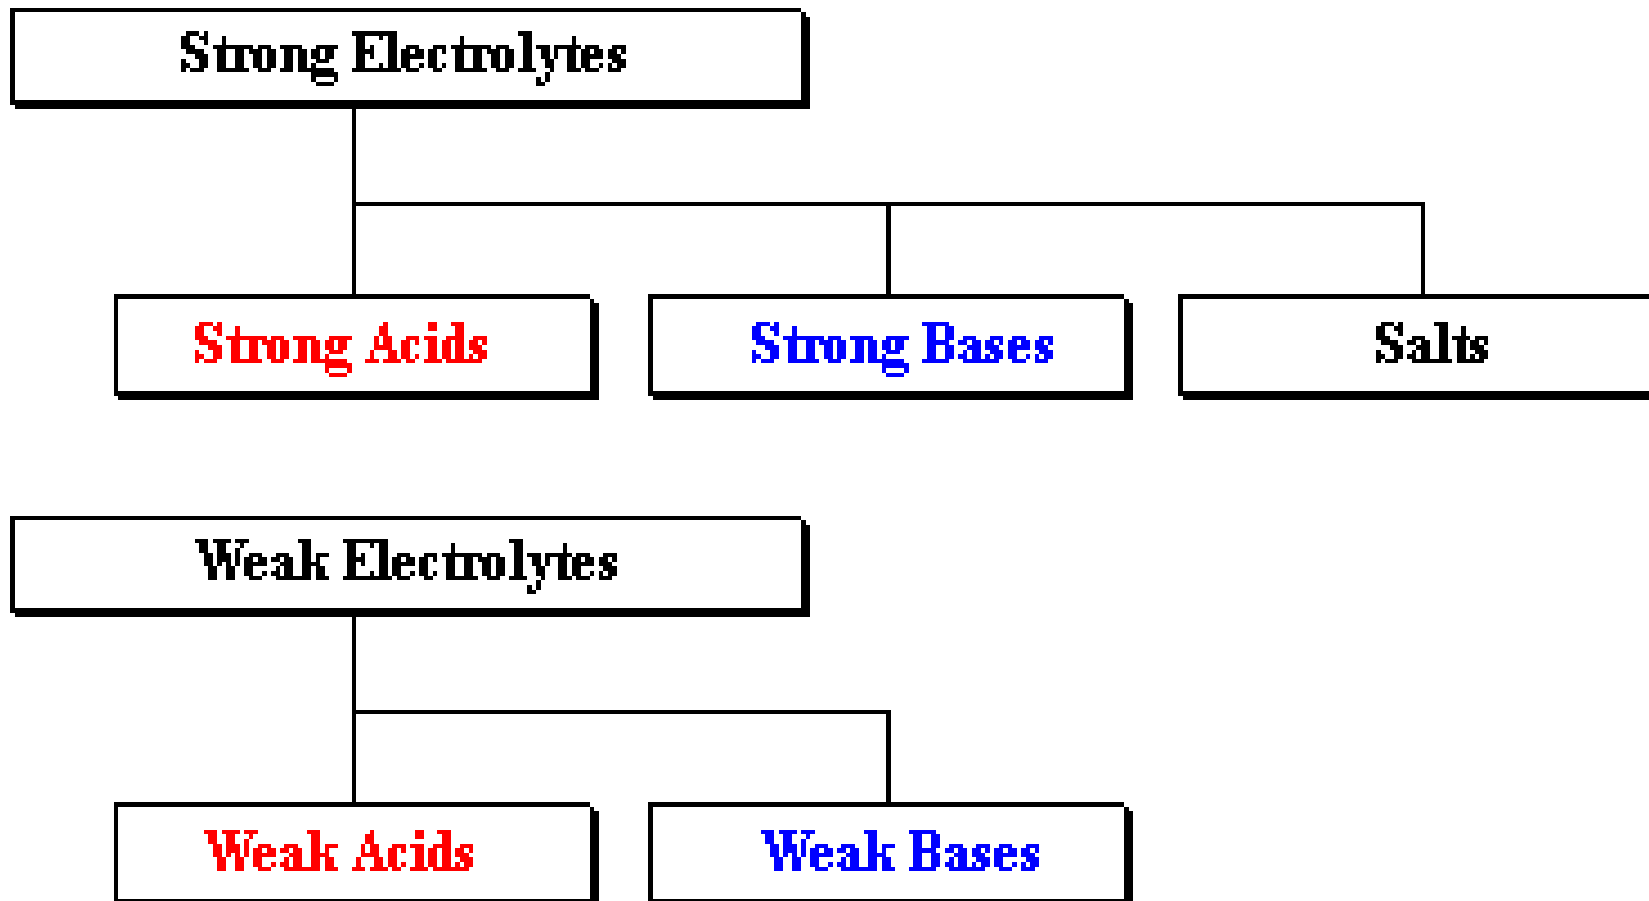 Strong Electrolytes
Strong Acids
Strong Bases
Salts
Weak Electrolytes
Weak Acids
Weak Bases